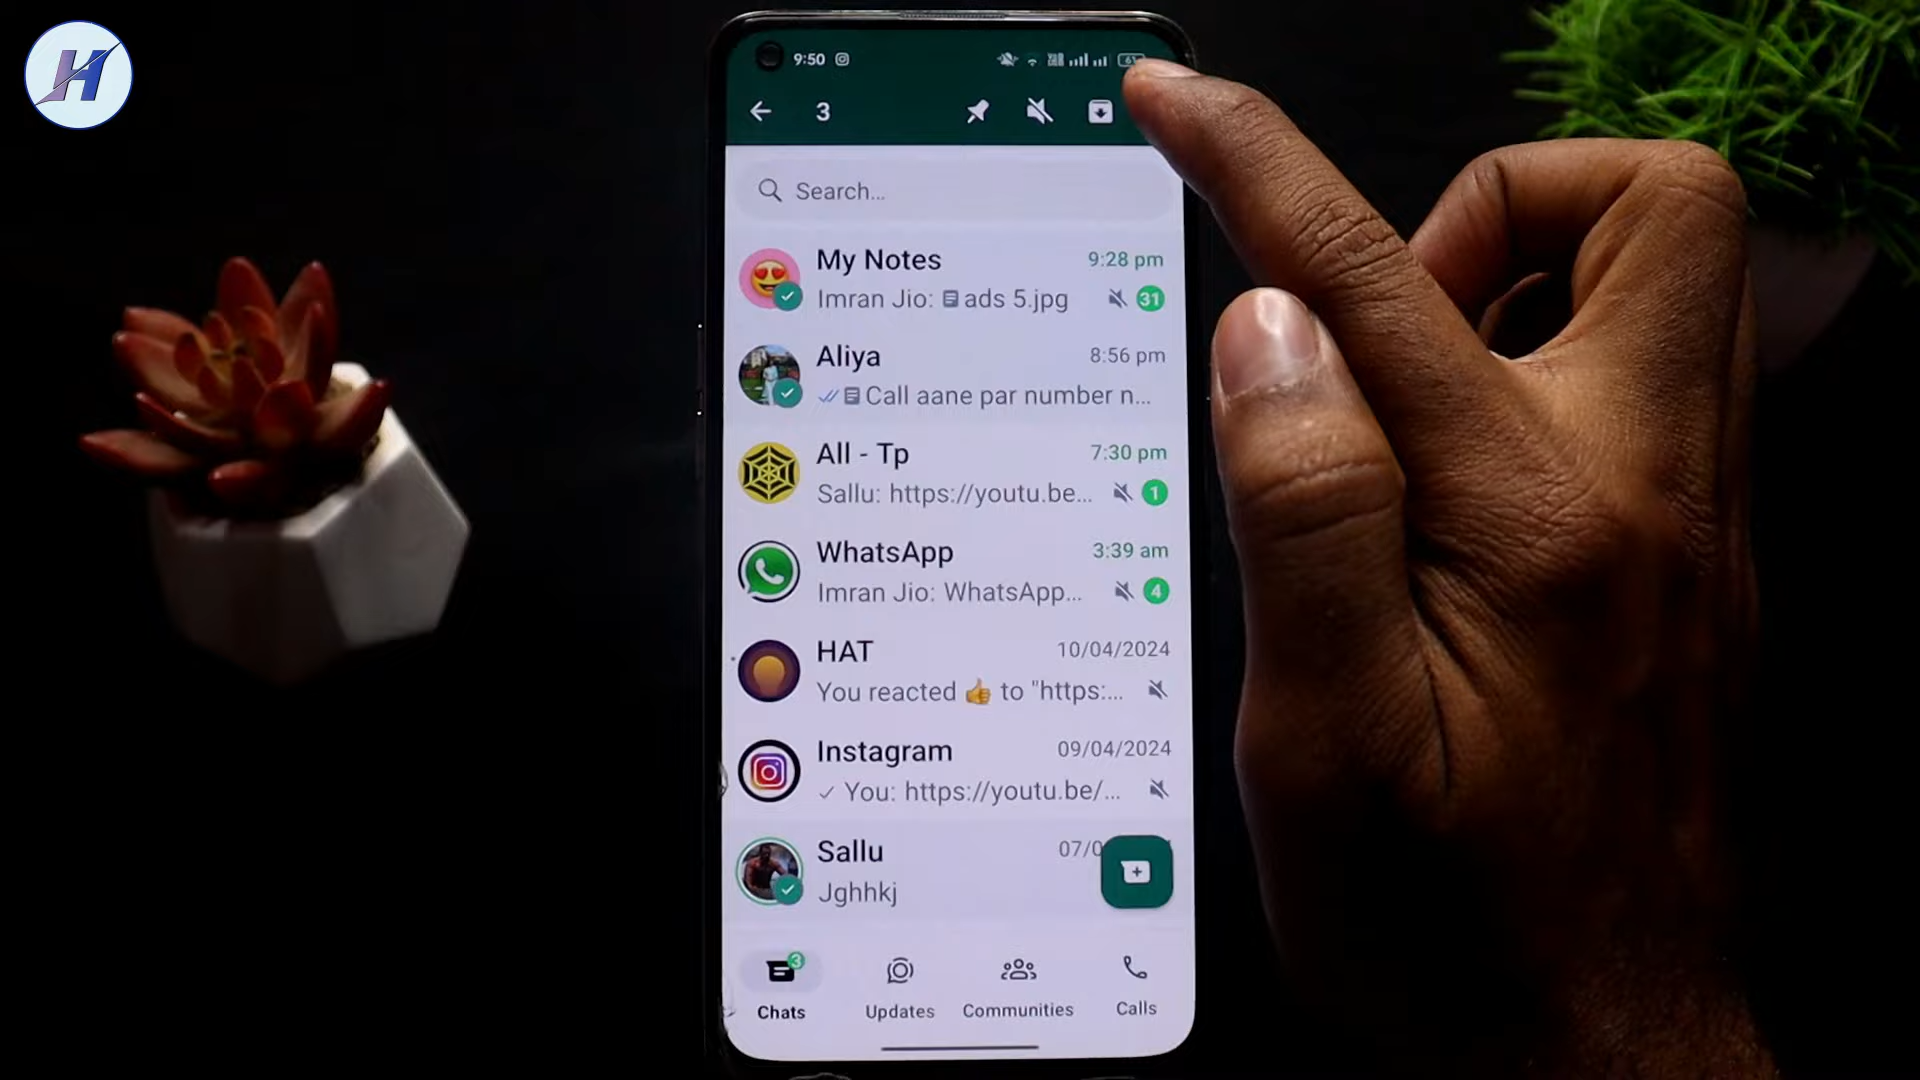 H
9:50
3
Search...
My Notes 9:28 pm
Imran Jio: ads 5.jpg 31
Aliya 8:56 pm
Call aane par number n...
All - Tp 7:30 pm
Sallu: https://youtu.be... 1
WhatsApp 3:39 am
Imran Jio: WhatsApp... 4
HAT 10/04/2024
You reacted 👍 to "https:...
Instagram 09/04/2024
You: https://youtu.be/...
Sallu 07/0
Jghhkj
3
Chats Updates Communities Calls